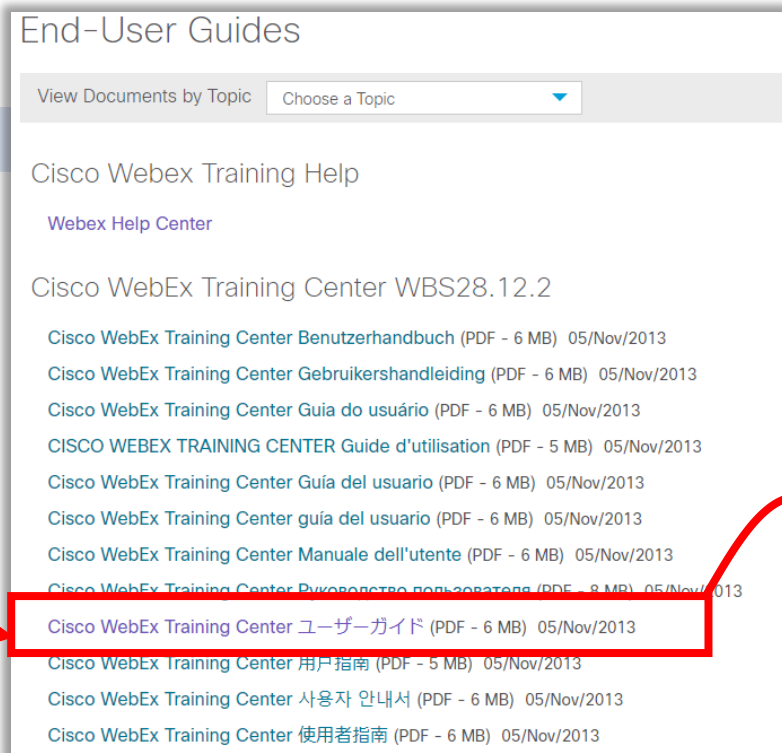 End-User Guides
View Documents by Topic Choose a Topic
Cisco Webex Training Help
Webex Help Center
Cisco WebEx Training Center WBS28.12.2
Cisco WebEx Training Center Benutzerhandbuch (PDF - 6 MB) 05/Nov/2013
Cisco WebEx Training Center Gebruikershandleiding (PDF - 6 MB) 05/Nov/2013
Cisco WebEx Training Center Guia do usuário (PDF - 6 MB) 05/Nov/2013
CISCO WEBEX TRAINING CENTER Guide d'utilisation (PDF - 5 MB) 05/Nov/2013
Cisco WebEx Training Center Guía del usuario (PDF - 6 MB) 05/Nov/2013
Cisco WebEx Training Center guía del usuario (PDF - 6 MB) 05/Nov/2013
Cisco WebEx Training Center Manuale dell'utente (PDF - 6 MB) 05/Nov/2013
Cisco WebEx Training Center Руководство пользователя (PDF - 8 MB) 05/Nov/2013
Cisco WebEx Training Center ユーザーガイド (PDF - 6 MB) 05/Nov/2013
Cisco WebEx Training Center 用户指南 (PDF - 5 MB) 05/Nov/2013
Cisco WebEx Training Center 사용자 안내서 (PDF - 6 MB) 05/Nov/2013
Cisco WebEx Training Center 使用者指南 (PDF - 6 MB) 05/Nov/2013